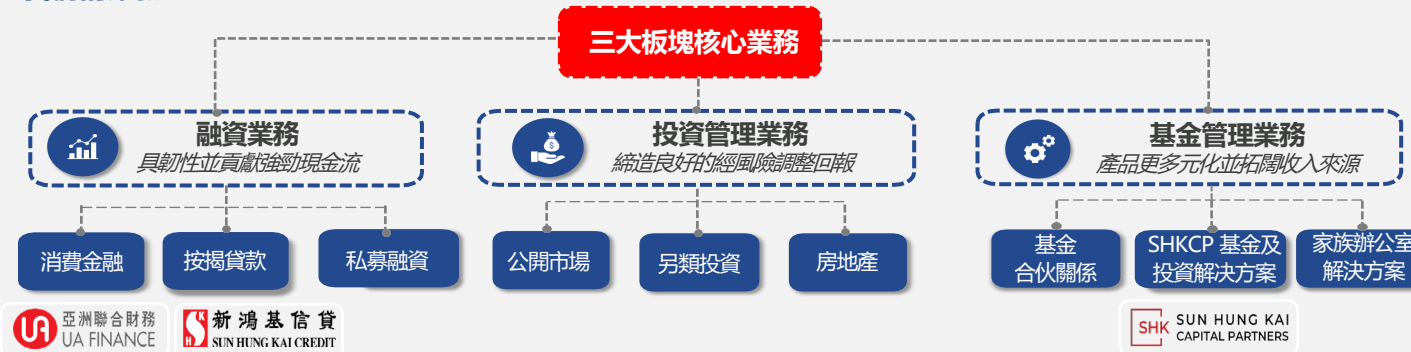 三大板塊核心業務
融資業務
具韌性並貢獻強勁現金流
投資管理業務
締造良好的經風險調整回報
基金管理業務
產品更多元化並拓闊收入來源
消費金融
按揭貸款
私募融資
公開市場
另類投資
房地產
基金
合伙關係
SHKCP 基金及
投資解決方案
家族辦公室
解決方案
UA 亞洲聯合財務
UA FINANCE
新鴻基信貸
SUN HUNG KAI CREDIT
SHK SUN HUNG KAI
CAPITAL PARTNERS